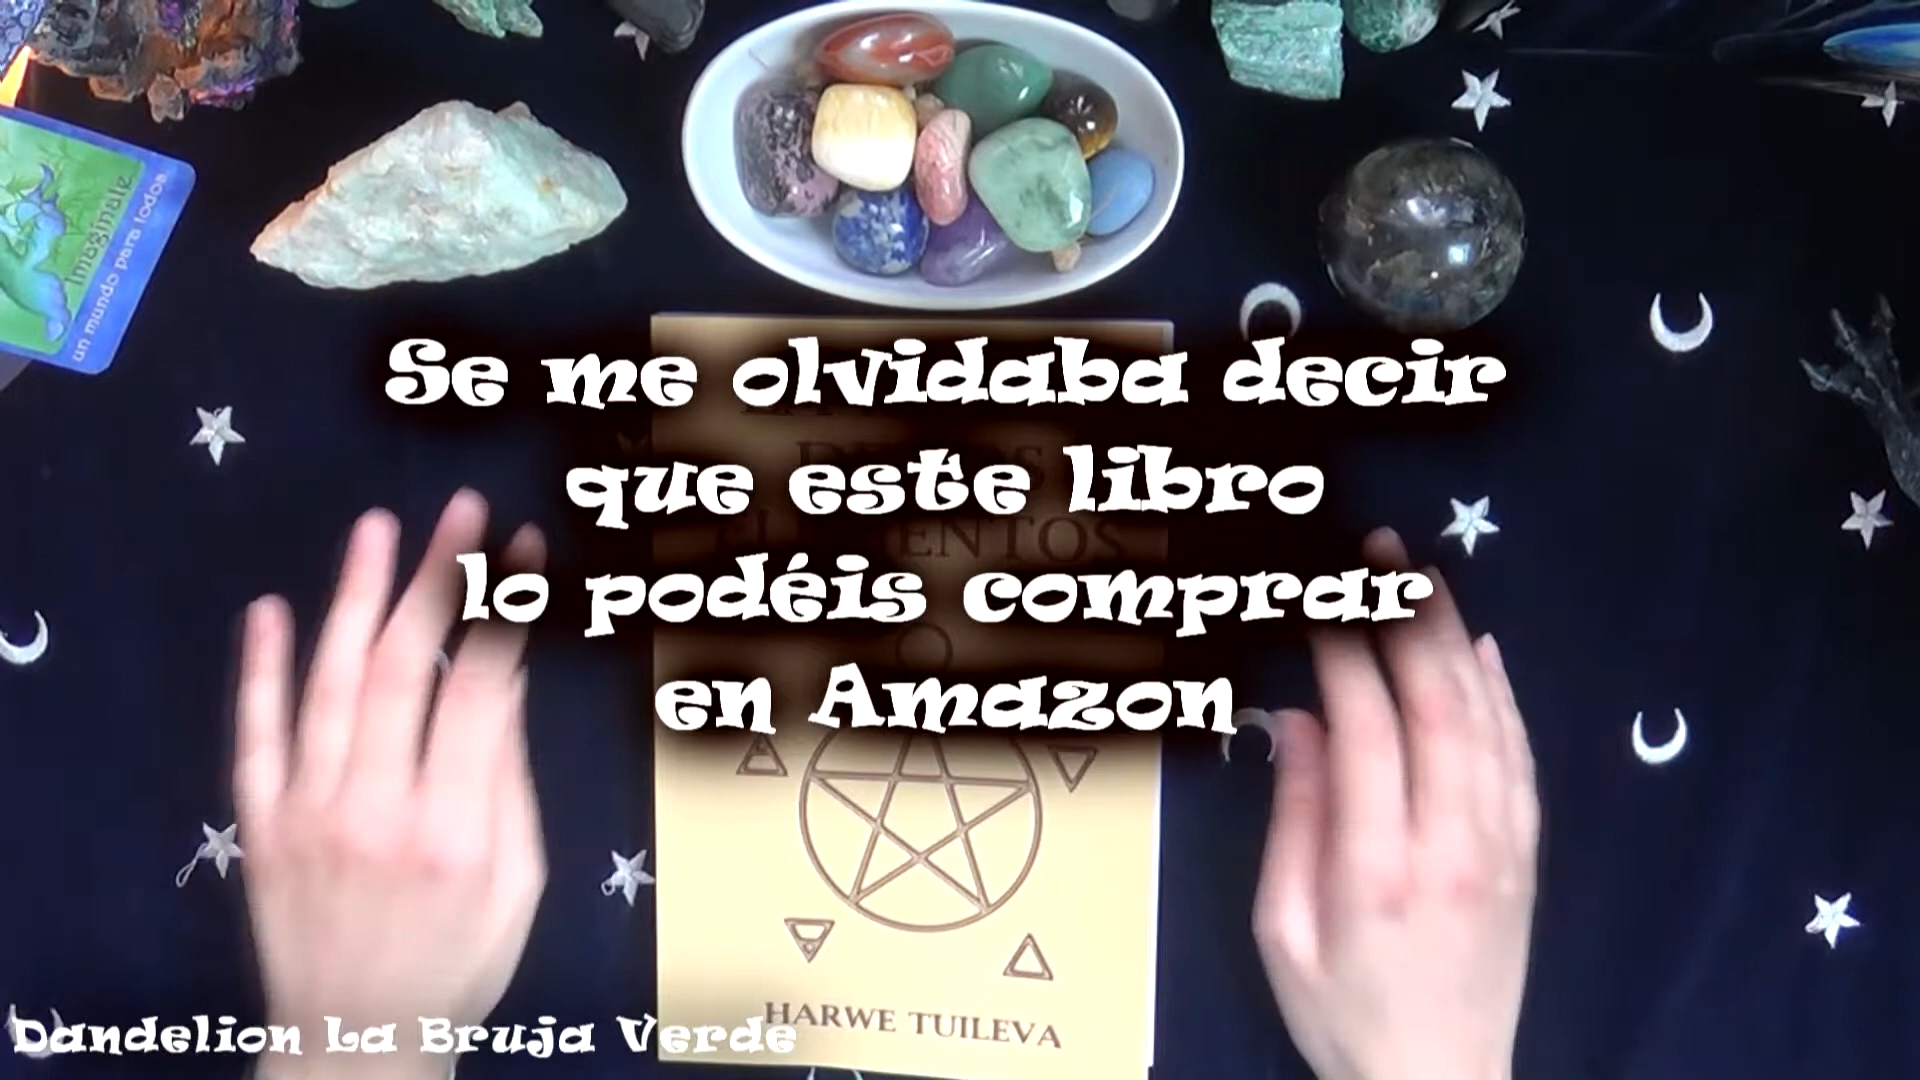 Imaginarte
un mundo para todos
Se me olvidaba decir
que este libro
lo podéis comprar
en Amazon
HARWE TUILEVA
Dandelion La Bruja Verde